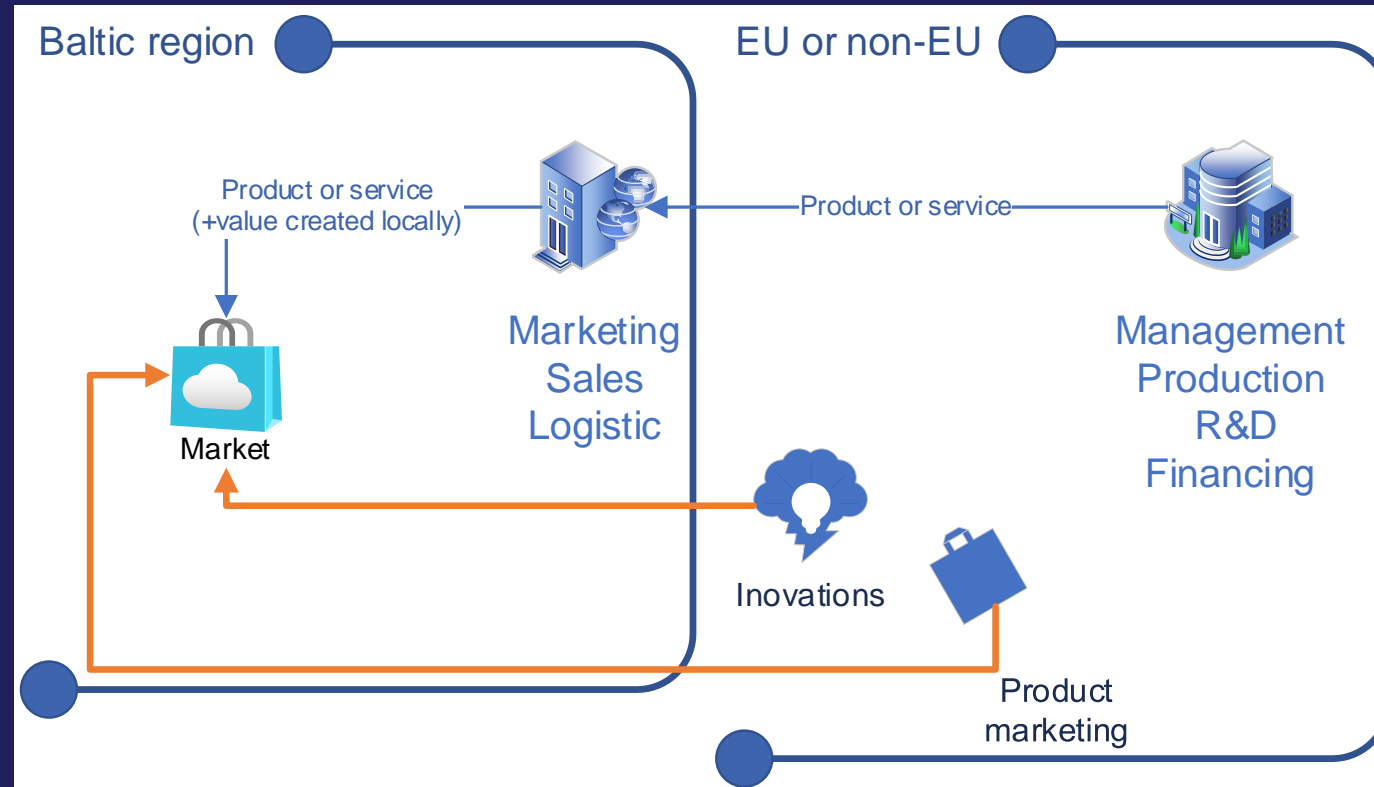 Baltic region
EU or non-EU
Product or service
(+value created locally)
Product or service
Marketing
Sales
Logistic
Management
Production
R&D
Financing
Market
Inovations
Product
marketing